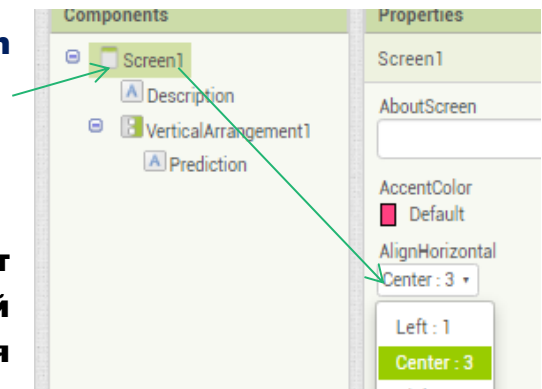 Components
Screen1
Description
VerticalArrangement1
Prediction
Properties
Screen1
AboutScreen
AccentColor
Default
AlignHorizontal
Center : 3
Left : 1
Center : 3